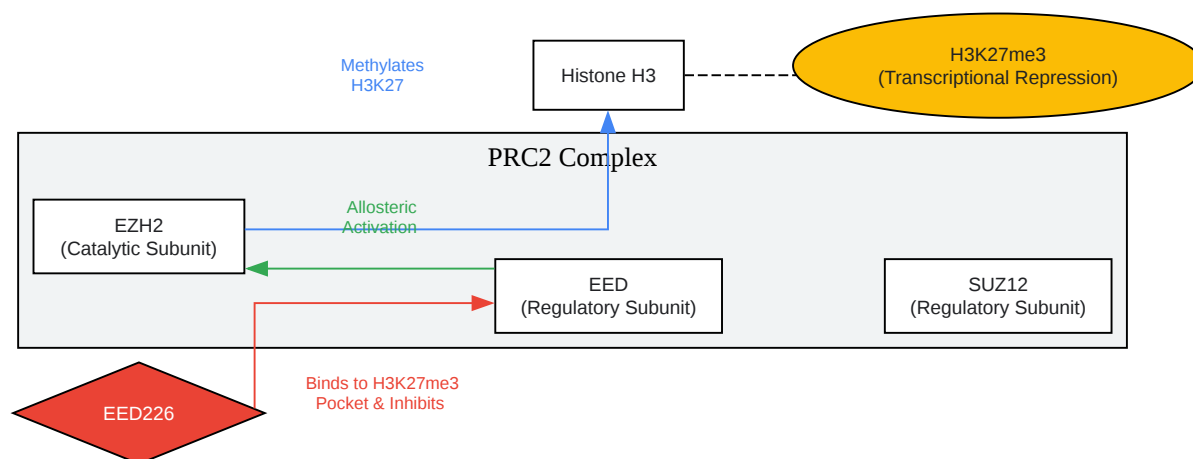 Methylates
H3K27
Histone H3
H3K27me3
(Transcriptional Repression)
PRC2 Complex
EZH2
(Catalytic Subunit)
Allosteric
Activation
EED
(Regulatory Subunit)
SUZ12
(Regulatory Subunit)
EED226
Binds to H3K27me3
Pocket & Inhibits